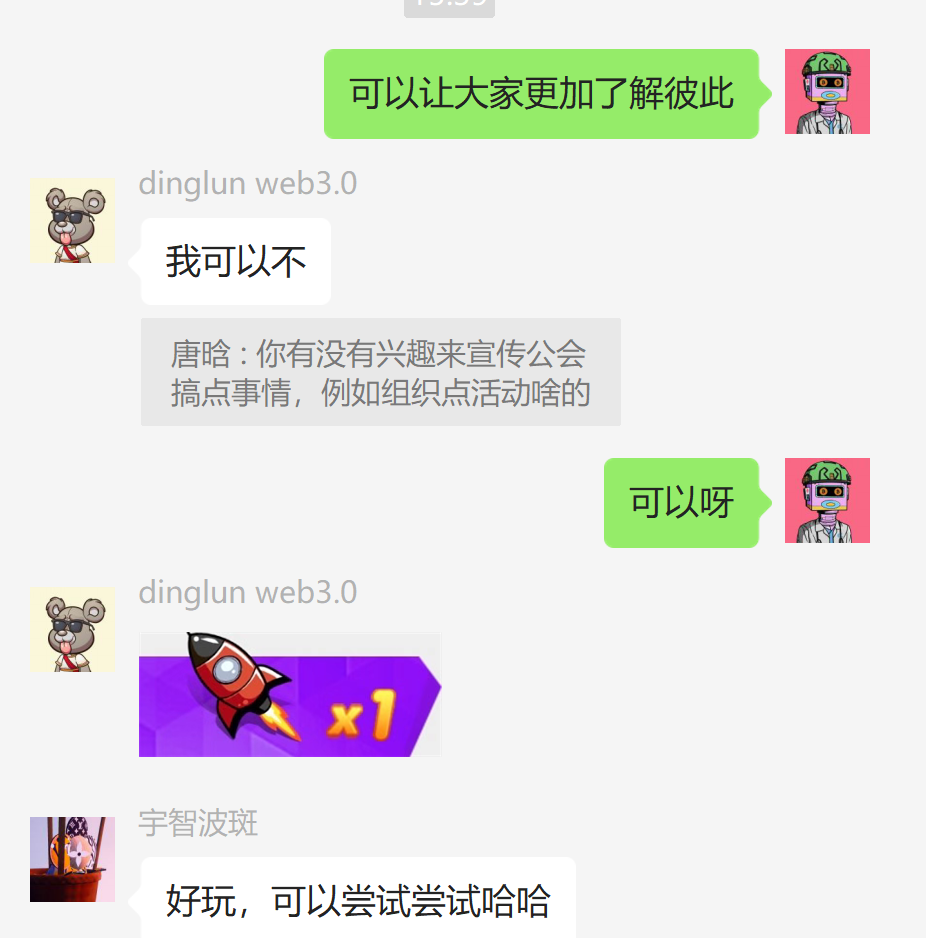 可以让大家更加了解彼此
dinglun web3.0
我可以不
唐晗 : 你有没有兴趣来宣传公会
搞点事情，例如组织点活动啥的
可以呀
dinglun web3.0
x1
宇智波斑
好玩，可以尝试尝试哈哈